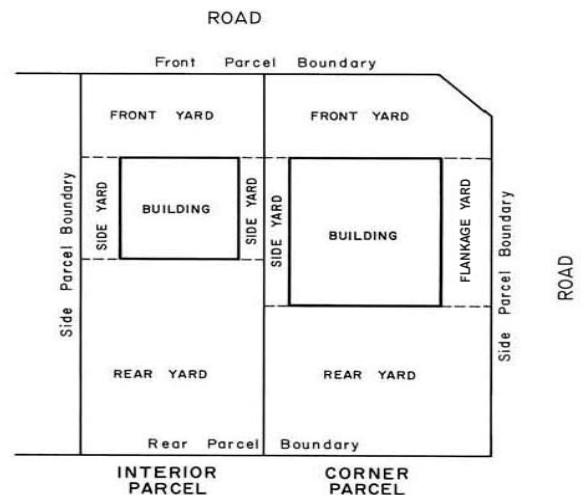 ROAD
Front Parcel Boundary
FRONT YARD
FRONT YARD
Side Parcel Boundary
SIDE YARD
BUILDING
SIDE YARD
SIDE YARD
BUILDING
FLANKAGE YARD
Side Parcel Boundary
ROAD
REAR YARD
REAR YARD
Rear Parcel Boundary
INTERIOR
PARCEL
CORNER
PARCEL